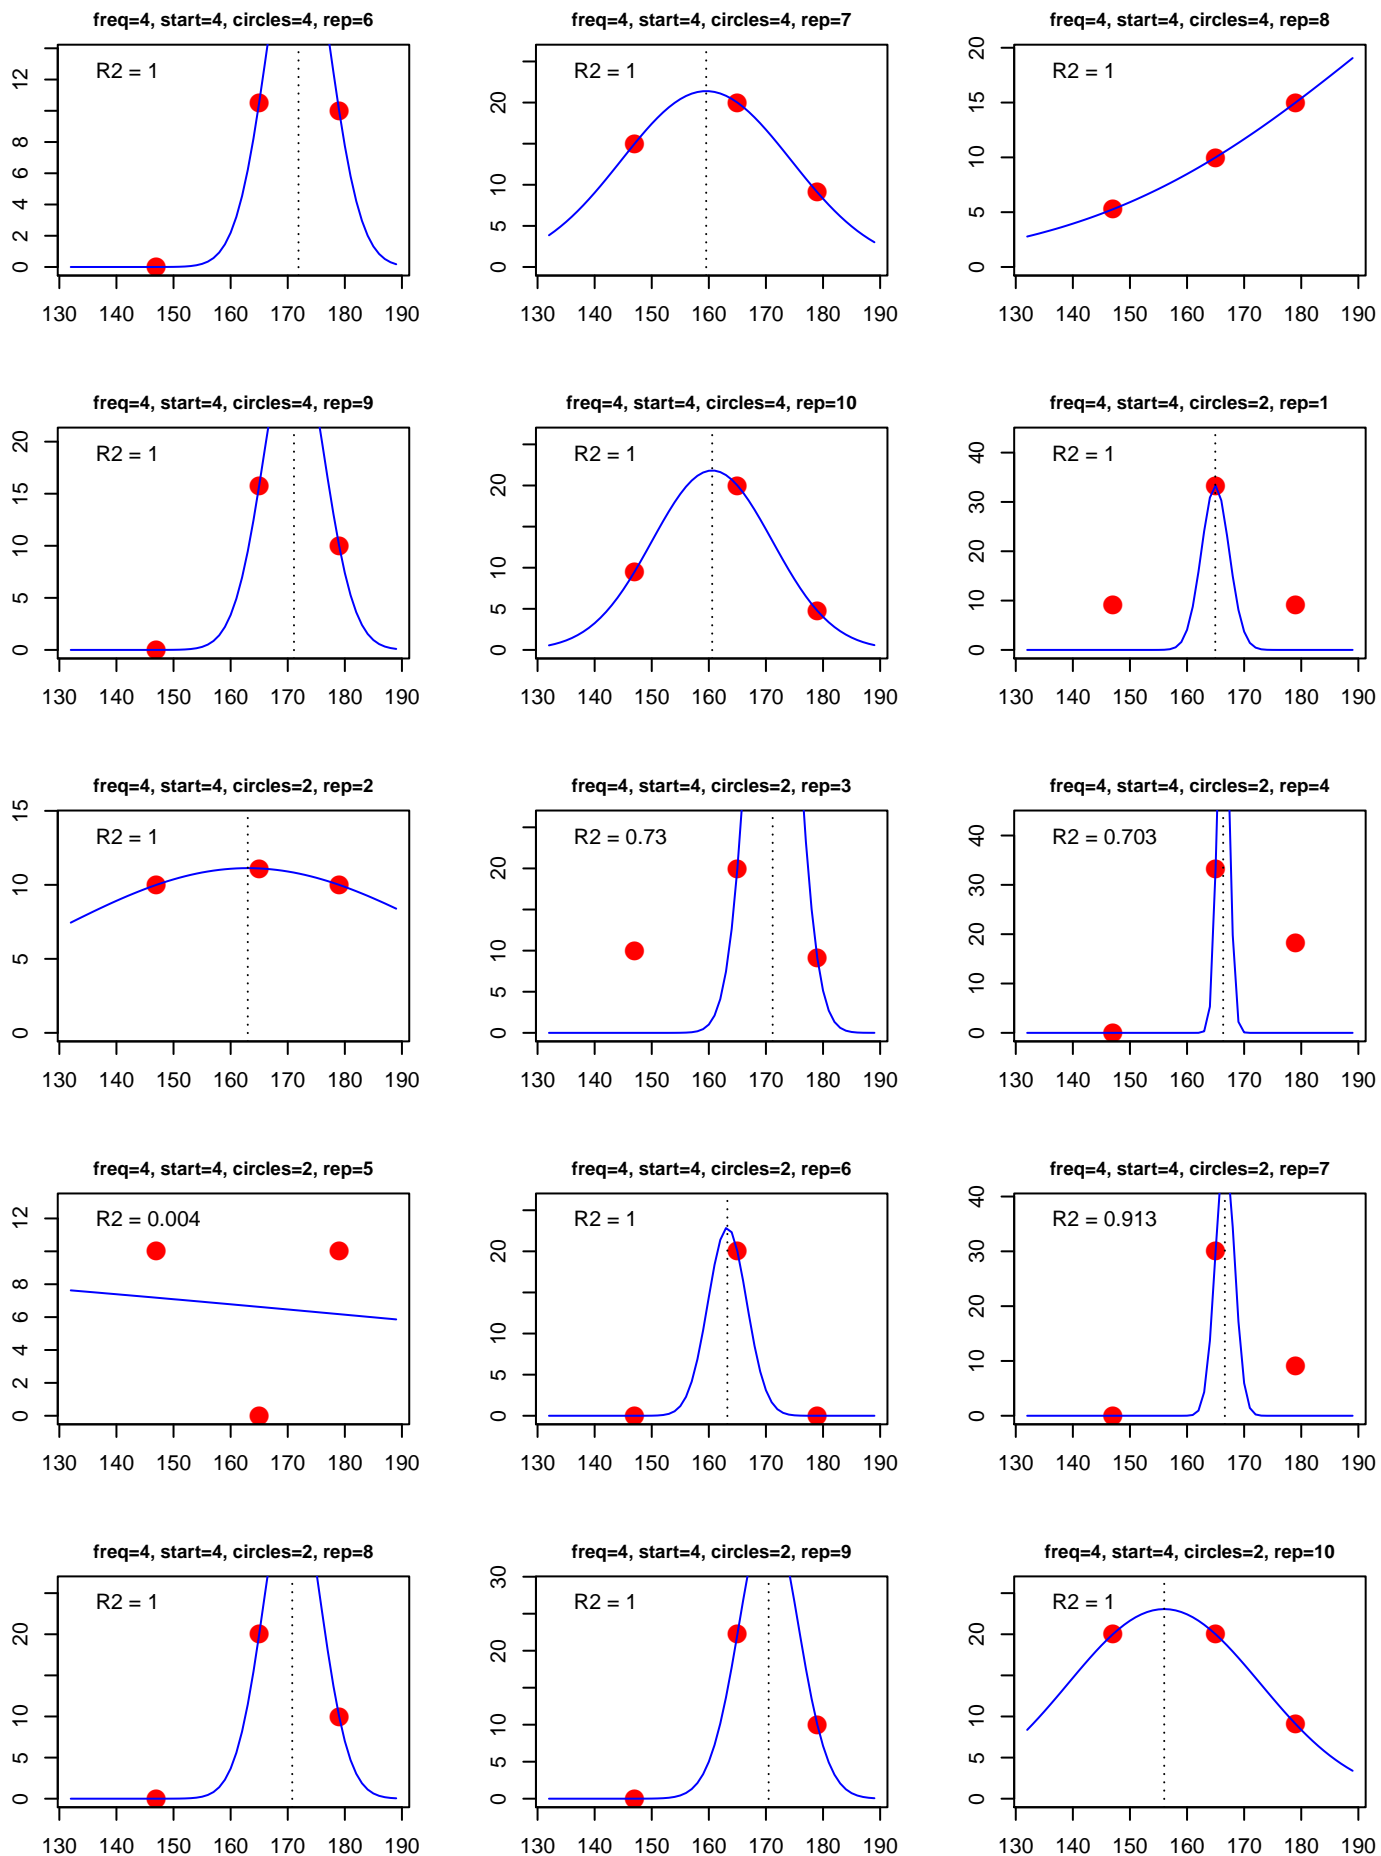 freq=4, start=4, circles=4, rep=6
R2 = 1
0 2 4 6 8 12
130 140 150 160 170 180 190
freq=4, start=4, circles=4, rep=7
R2 = 1
0 5 10 20
130 140 150 160 170 180 190
freq=4, start=4, circles=4, rep=8
R2 = 1
0 5 10 15 20
130 140 150 160 170 180 190
freq=4, start=4, circles=4, rep=9
R2 = 1
0 5 10 15 20
130 140 150 160 170 180 190
freq=4, start=4, circles=4, rep=10
R2 = 1
0 5 10 20
130 140 150 160 170 180 190
freq=4, start=4, circles=2, rep=1
R2 = 1
0 10 20 30 40
130 140 150 160 170 180 190
freq=4, start=4, circles=2, rep=2
R2 = 1
0 5 10 15
130 140 150 160 170 180 190
freq=4, start=4, circles=2, rep=3
R2 = 0.73
0 5 10 20
130 140 150 160 170 180 190
freq=4, start=4, circles=2, rep=4
R2 = 0.703
0 10 20 30 40
130 140 150 160 170 180 190
freq=4, start=4, circles=2, rep=5
R2 = 0.004
0 2 4 6 8 12
130 140 150 160 170 180 190
freq=4, start=4, circles=2, rep=6
R2 = 1
0 5 10 20
130 140 150 160 170 180 190
freq=4, start=4, circles=2, rep=7
R2 = 0.913
0 10 20 30 40
130 140 150 160 170 180 190
freq=4, start=4, circles=2, rep=8
R2 = 1
0 5 10 20
130 140 150 160 170 180 190
freq=4, start=4, circles=2, rep=9
R2 = 1
0 5 10 20 30
130 140 150 160 170 180 190
freq=4, start=4, circles=2, rep=10
R2 = 1
0 5 10 20
130 140 150 160 170 180 190